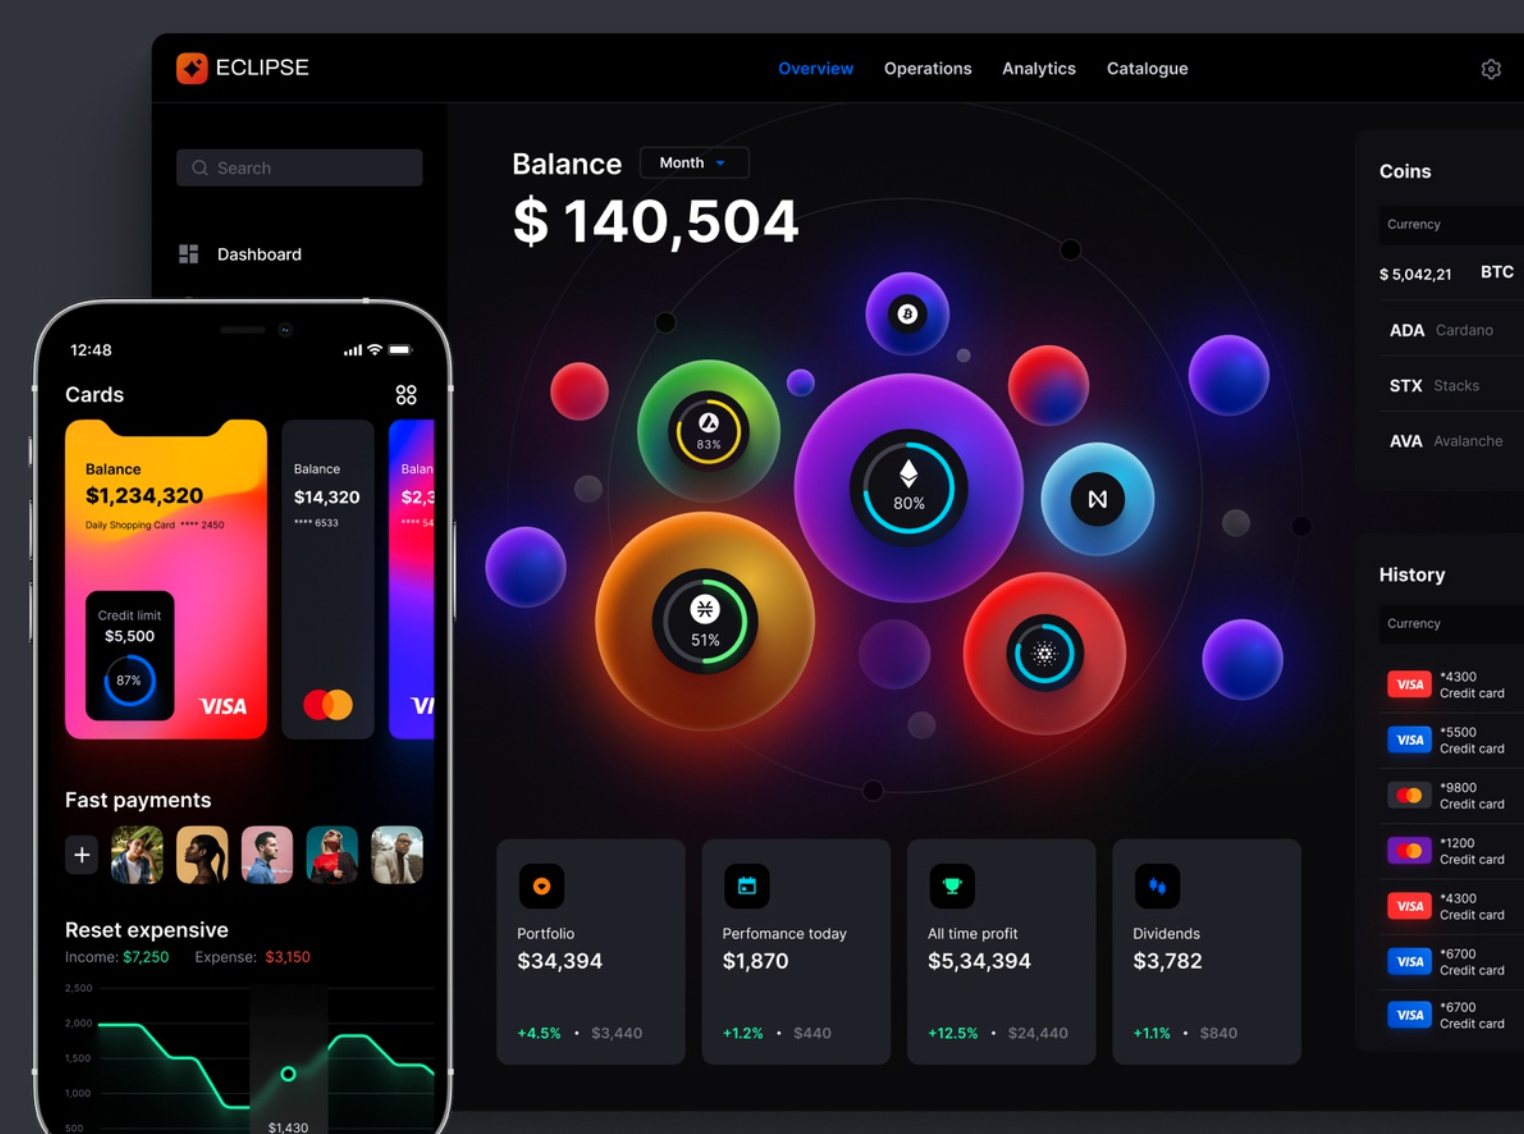 ECLIPSE
Overview Operations Analytics Catalogue
Search
Dashboard
Balance Month
$ 140,504
83%
80%
51%
Coins
Currency
$ 5,042,21 BTC
ADA Cardano
STX Stacks
AVA Avalanche
History
Currency
VISA *4300
Credit card
VISA *5500
Credit card
*9800
Credit card
*1200
Credit card
VISA *4300
Credit card
VISA *6700
Credit card
VISA *6700
Credit card
Portfolio
$34,394
+4.5% • $3,440
Perfomance today
$1,870
+1.2% • $440
All time profit
$5,34,394
+12.5% • $24,440
Dividends
$3,782
+1.1% • $840
12:48
Cards
Balance
$1,234,320
Daily Shopping Card **** 2450
Credit limit
$5,500
87%
VISA
Balance
$14,320
**** 6533
Balan
$2,3
**** 54
VI
Fast payments
Reset expensive
Income: $7,250 Expense: $3,150
2,500
2,000
1,500
1,000
500
$1,430